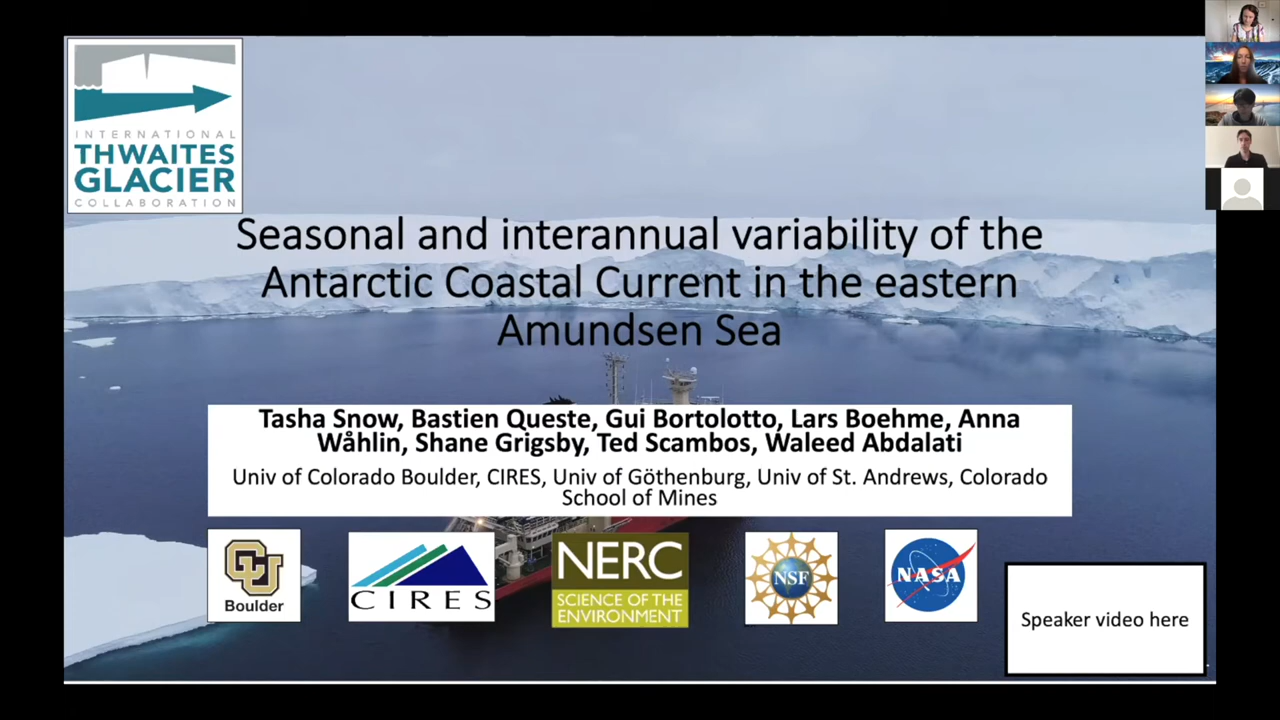 INTERNATIONAL
THWAITES
GLACIER
COLLABORATION
Seasonal and interannual variability of the
Antarctic Coastal Current in the eastern
Amundsen Sea
Tasha Snow, Bastien Queste, Gui Bortolotto, Lars Boehme, Anna
Wåhlin, Shane Grigsby, Ted Scambos, Waleed Abdalati
Univ of Colorado Boulder, CIRES, Univ of Göthenburg, Univ of St. Andrews, Colorado
School of Mines
CU
Boulder
CIRES
NERC
SCIENCE OF THE
ENVIRONMENT
NSF
NASA
Speaker video here